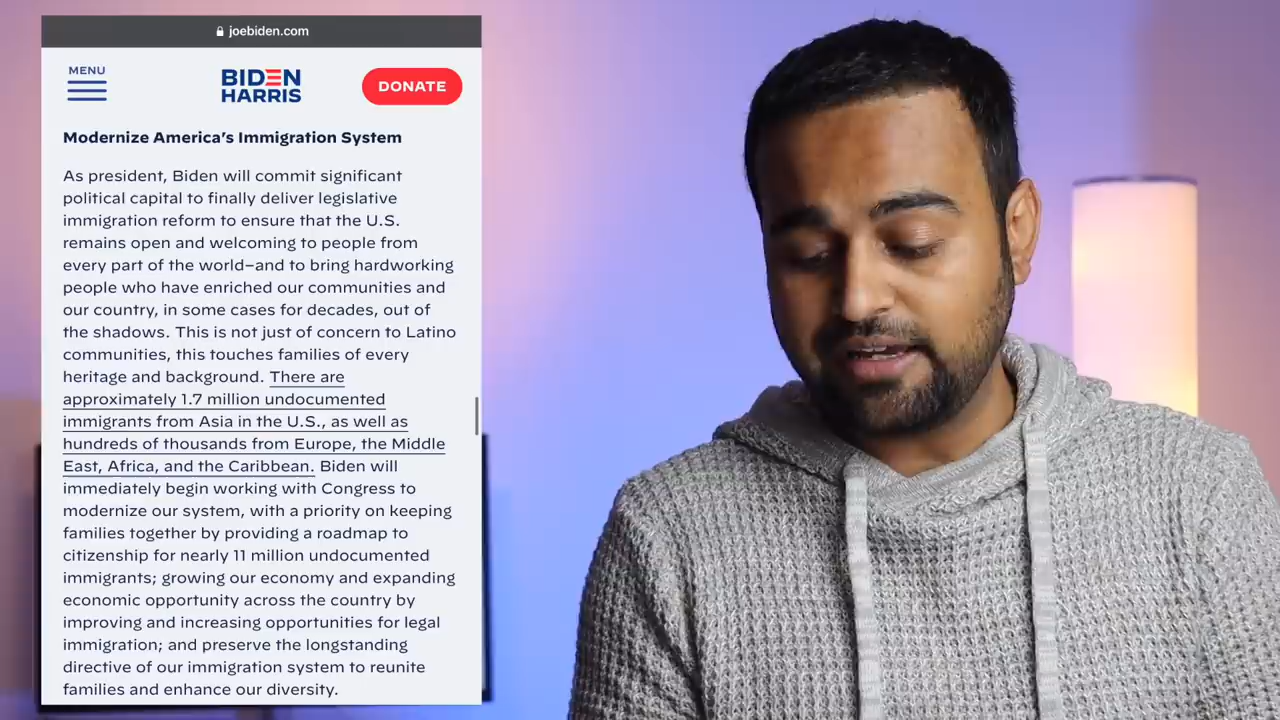 joebiden.com
MENU
BIDEN
HARRIS
DONATE
Modernize America's Immigration System
As president, Biden will commit significant
political capital to finally deliver legislative
immigration reform to ensure that the U.S.
remains open and welcoming to people from
every part of the world–and to bring hardworking
people who have enriched our communities and
our country, in some cases for decades, out of
the shadows. This is not just of concern to Latino
communities, this touches families of every
heritage and background. There are
approximately 1.7 million undocumented
immigrants from Asia in the U.S., as well as
hundreds of thousands from Europe, the Middle
East, Africa, and the Caribbean. Biden will
immediately begin working with Congress to
modernize our system, with a priority on keeping
families together by providing a roadmap to
citizenship for nearly 11 million undocumented
immigrants; growing our economy and expanding
economic opportunity across the country by
improving and increasing opportunities for legal
immigration; and preserve the longstanding
directive of our immigration system to reunite
families and enhance our diversity.